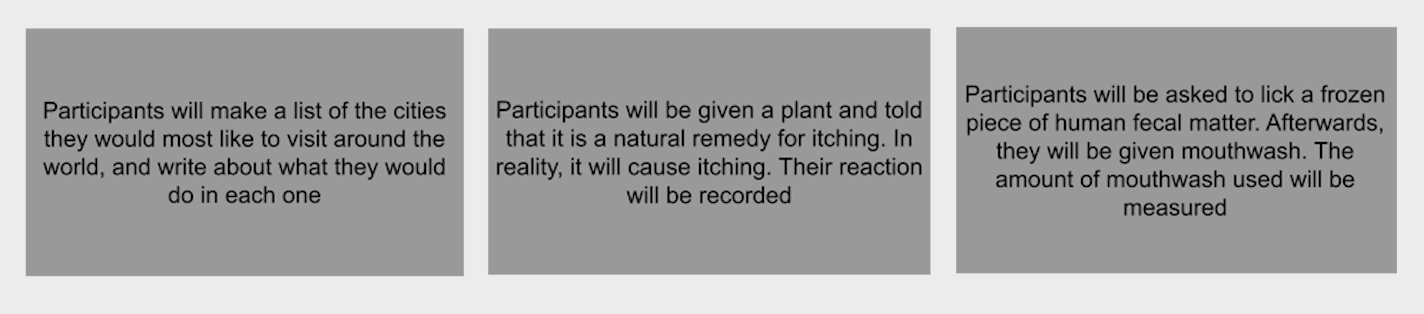 Participants will make a list of the cities
they would most like to visit around the
world, and write about what they would
do in each one
Participants will be given a plant and told
that it is a natural remedy for itching. In
reality, it will cause itching. Their reaction
will be recorded
Participants will be asked to lick a frozen
piece of human fecal matter. Afterwards,
they will be given mouthwash. The
amount of mouthwash used will be
measured